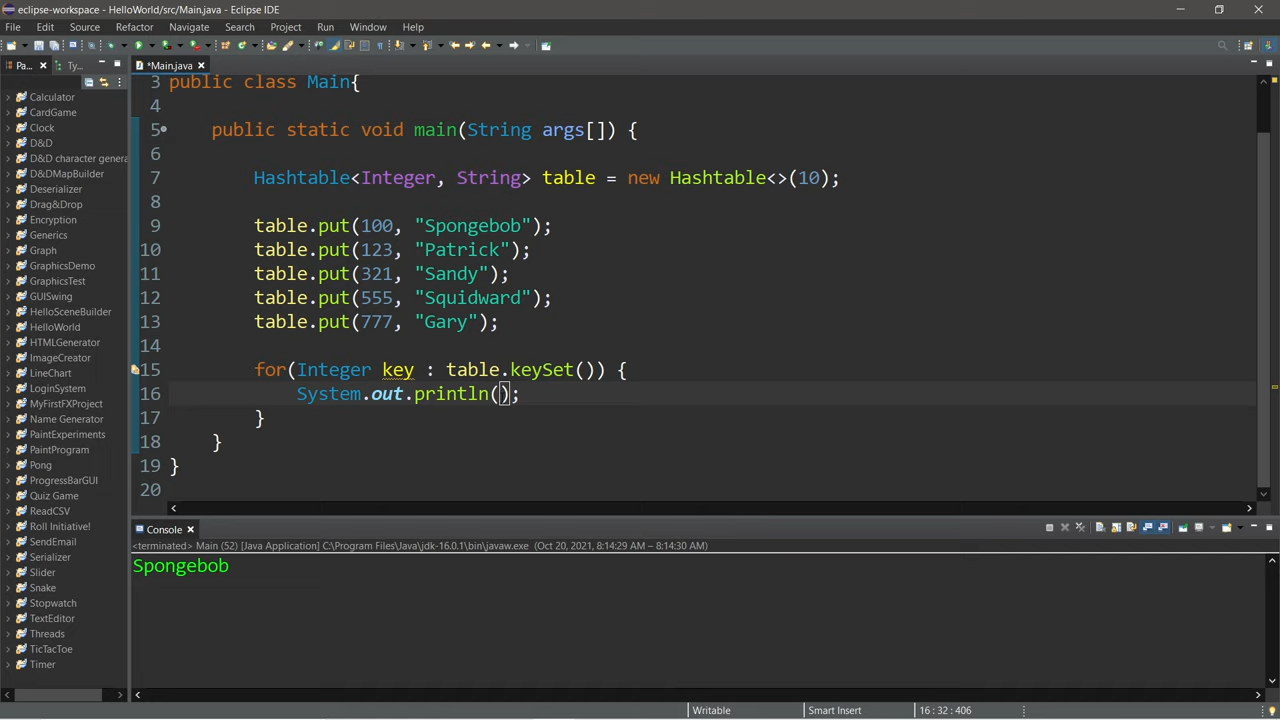 eclipse-workspace - HelloWorld/src/Main.java - Eclipse IDE
File Edit Source Refactor Navigate Search Project Run Window Help
Pa... Ty... *Main.java
Calculator
CardGame
Clock
D&D
D&D character genera
D&DMapBuilder
Deserializer
Drag&Drop
Encryption
Generics
Graph
GraphicsDemo
GraphicsTest
GUISwing
HelloSceneBuilder
HelloWorld
HTMLGenerator
ImageCreator
LineChart
LoginSystem
MyFirstFXProject
Name Generator
PaintExperiments
PaintProgram
Pong
ProgressBarGUI
Quiz Game
ReadCSV
Roll Initiative!
SendEmail
Serializer
Slider
Snake
Stopwatch
TextEditor
Threads
TicTacToe
Timer
3 public class Main{
4
5 public static void main(String args[]) {
6
7 Hashtable<Integer, String> table = new Hashtable<>(10);
8
9 table.put(100, "Spongebob");
10 table.put(123, "Patrick");
11 table.put(321, "Sandy");
12 table.put(555, "Squidward");
13 table.put(777, "Gary");
14
15 for(Integer key : table.keySet()) {
16 System.out.println();
17 }
18 }
19 }
20
Console
<terminated> Main (52) [Java Application] C:\Program Files\Java\jdk-16.0.1\bin\javaw.exe (Oct 20, 2021, 8:14:29 AM – 8:14:30 AM)
Spongebob
Writable Smart Insert 16 : 32 : 406